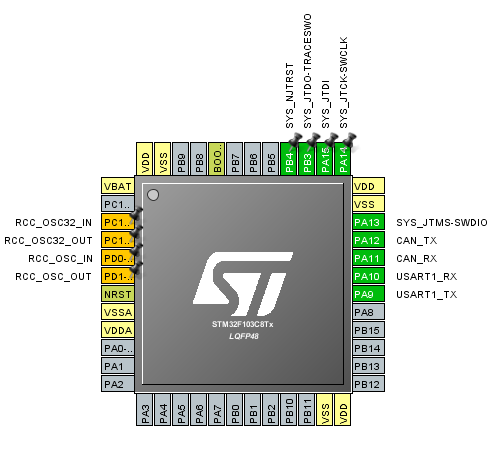 SYS_NJTRST
SYS_JTDO-TRACESWO
SYS_JTDI
SYS_JTCK-SWCLK
VDD
VSS
PB9
PB8
BOO..
PB7
PB6
PB5
PB4
PB3
PA15
PA14
VBAT
PC1..
RCC_OSC32_IN PC1..
RCC_OSC32_OUT PC1..
RCC_OSC_IN PD0-..
RCC_OSC_OUT PD1-..
NRST
VSSA
VDDA
PA0-..
PA1
PA2
VDD
VSS
PA13 SYS_JTMS-SWDIO
PA12 CAN_TX
PA11 CAN_RX
PA10 USART1_RX
PA9 USART1_TX
PA8
PB15
PB14
PB13
PB12
ST
STM32F103C8Tx
LQFP48
PA3
PA4
PA5
PA6
PA7
PB0
PB1
PB2
PB10
PB11
VSS
VDD